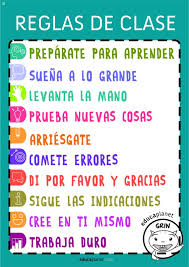 REGLAS DE CLASE
PREPÁRATE PARA APRENDER
SUEÑA A LO GRANDE
LEVANTA LA MANO
PRUEBA NUEVAS COSAS
ARRIÉSGATE
COMETE ERRORES
DI POR FAVOR Y GRACIAS
SIGUE LAS INDICACIONES
CREE EN TI MISMO
TRABAJA DURO
educaplanet
GRIN
educaplanet